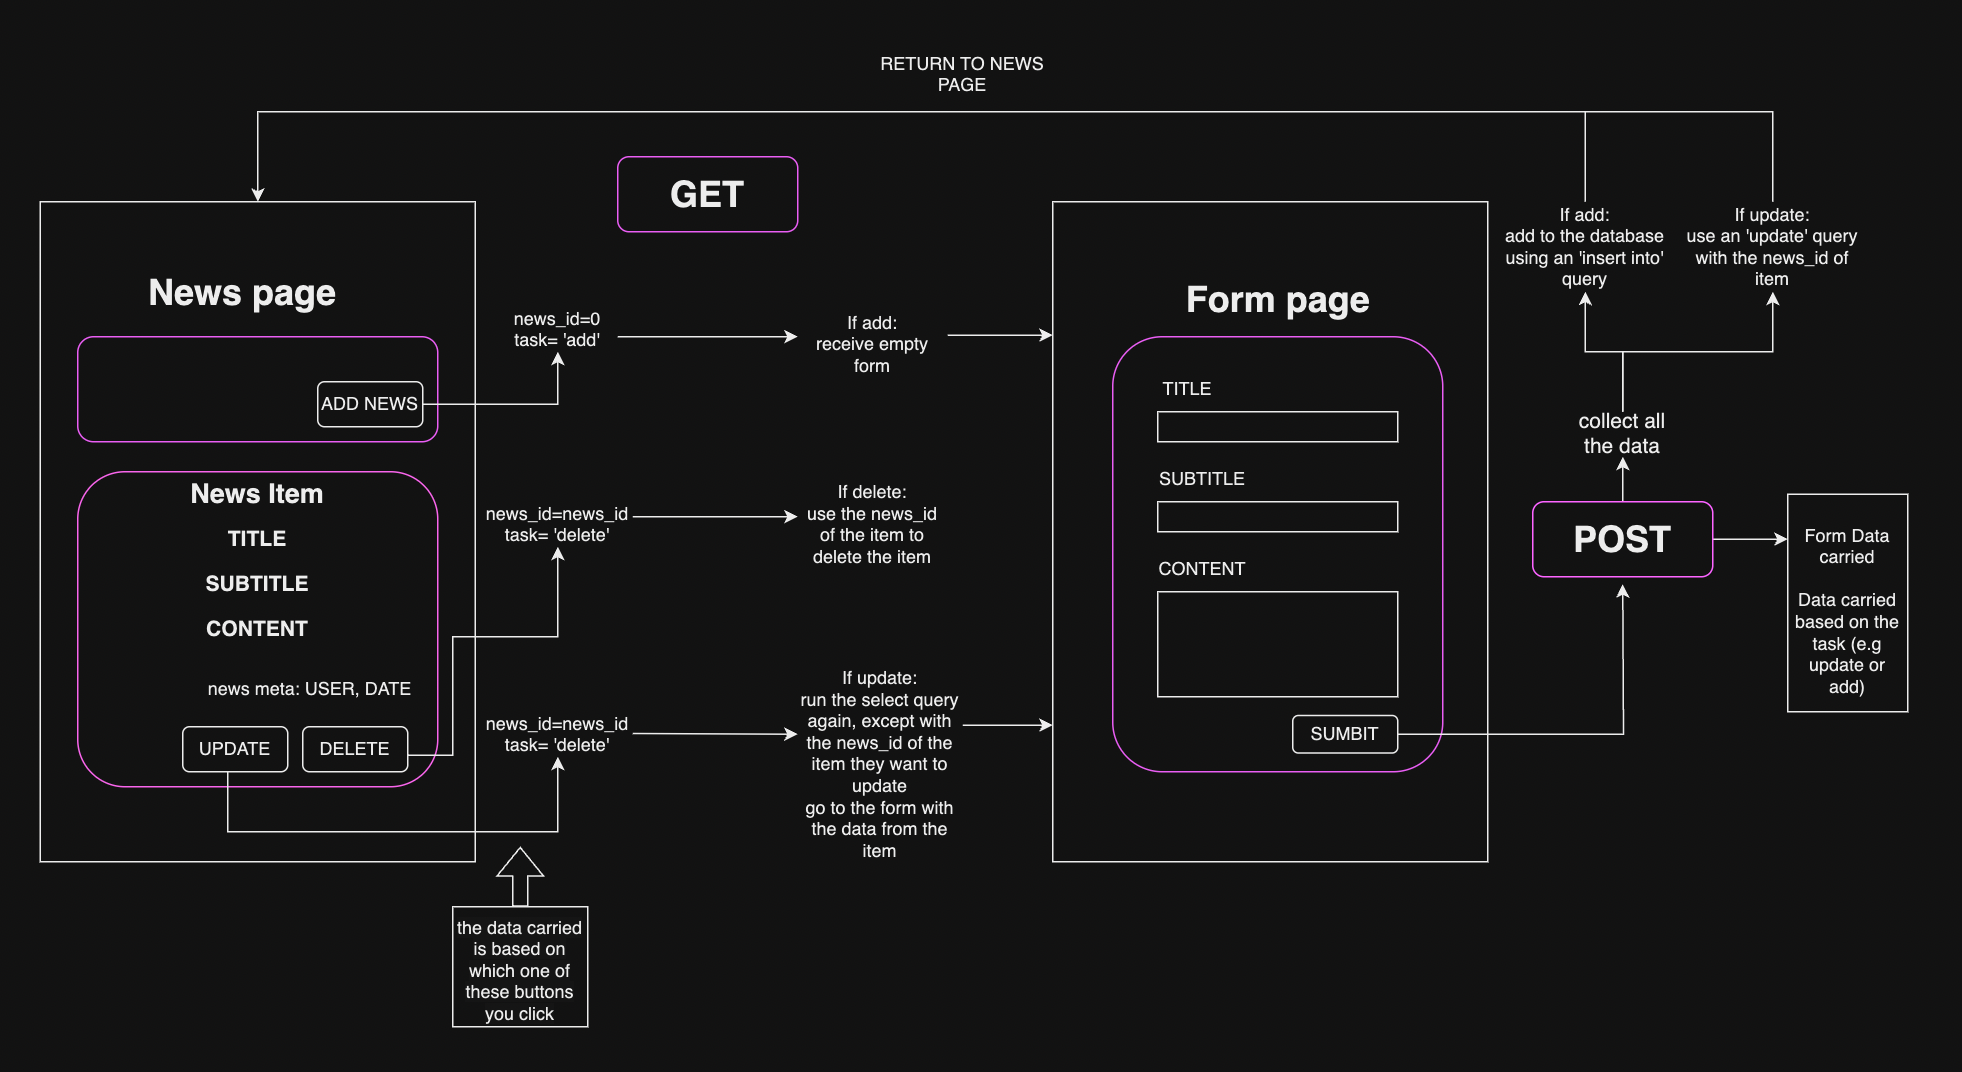 RETURN TO NEWS
PAGE
GET
News page
ADD NEWS
News Item
TITLE
SUBTITLE
CONTENT
news meta: USER, DATE
UPDATE
DELETE
news_id=0
task= 'add'
news_id=news_id
task= 'delete'
news_id=news_id
task= 'delete'
the data carried
is based on
which one of
these buttons
you click
If add:
receive empty
form
If delete:
use the news_id
of the item to
delete the item
If update:
run the select query
again, except with
the news_id of the
item they want to
update
go to the form with
the data from the
item
Form page
TITLE
SUBTITLE
CONTENT
SUMBIT
If add:
add to the database
using an 'insert into'
query
If update:
use an 'update' query
with the news_id of
item
collect all
the data
POST
Form Data
carried
Data carried
based on the
task (e.g
update or
add)